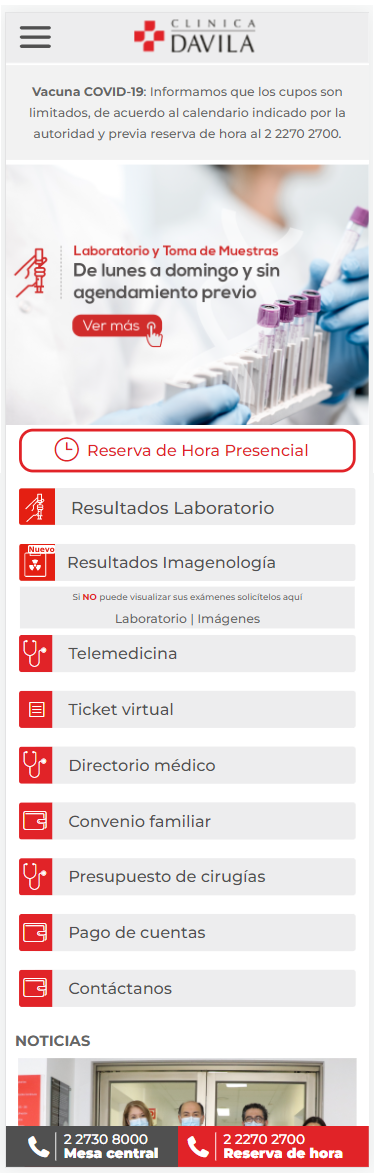 CLINICA
DAVILA
Vacuna COVID-19: Informamos que los cupos son
limitados, de acuerdo al calendario indicado por la
autoridad y previa reserva de hora al 2 2270 2700.
Laboratorio y Toma de Muestras
De lunes a domingo y sin
agendamiento previo
Ver más
Reserva de Hora Presencial
Resultados Laboratorio
Nuevo
Resultados Imagenología
Si NO puede visualizar sus exámenes solicítelos aquí
Laboratorio | Imágenes
Telemedicina
Ticket virtual
Directorio médico
Convenio familiar
Presupuesto de cirugías
Pago de cuentas
Contáctanos
NOTICIAS
2 2730 8000
Mesa central
2 2270 2700
Reserva de hora